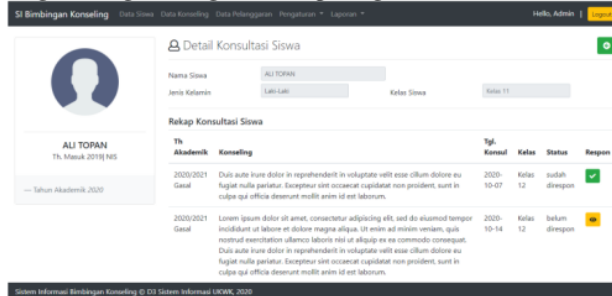 SI Bimbingan Konseling Data Siswa Data Konseling Data Pelanggaran Pengaturan Laporan Hello, Admin | Logout
Detail Konsultasi Siswa
Nama Siswa ALI TOPAN
Jenis Kelamin Laki-Laki Kelas Siswa Kelas 11
ALI TOPAN
Th. Masuk 2019| NIS
--- Tahun Akademik 2020
Rekap Konsultasi Siswa
Th Akademik Konseling Tgl. Konsul Kelas Status Respon
2020/2021 Duis aute irure dolor in reprehenderit in voluptate velit esse cillum dolore eu 2020- Kelas sudah
Gasal fugiat nulla pariatur. Excepteur sint occaecat cupidatat non proident, sunt in 10-07 12 direspon
culpa qui officia deserunt mollit anim id est laborum.
2020/2021 Lorem ipsum dolor sit amet, consectetur adipiscing elit, sed do eiusmod tempor 2020- Kelas belum
Gasal incididunt ut labore et dolore magna aliqua. Ut enim ad minim veniam, quis 10-14 12 direspon
nostrud exercitation ullamco laboris nisi ut aliquip ex ea commodo consequat.
Duis aute irure dolor in reprehenderit in voluptate velit esse cillum dolore eu
fugiat nulla pariatur. Excepteur sint occaecat cupidatat non proident, sunt in
culpa qui officia deserunt mollit anim id est laborum.
Sistem Informasi Bimbingan Konseling © D3 Sistem Informasi UKWK, 2020